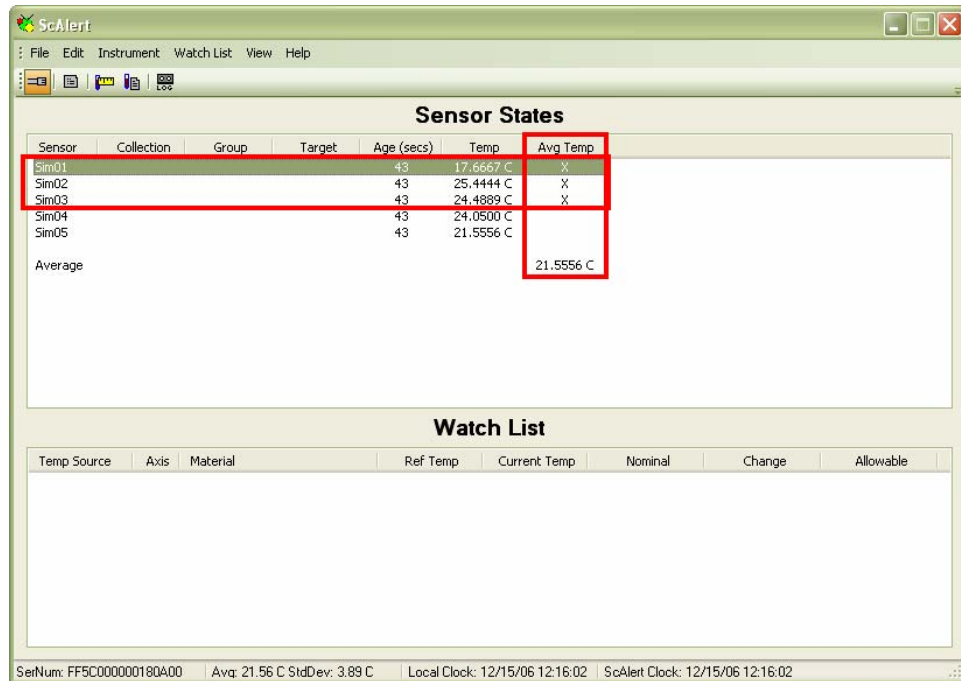 ScAlert
File Edit Instrument Watch List View Help
LOG
Sensor States
Sensor Collection Group Target Age (secs) Temp Avg Temp
Sim01 43 17.6667 C X
Sim02 43 25.4444 C X
Sim03 43 24.4889 C X
Sim04 43 24.0500 C
Sim05 43 21.5556 C
Average 21.5556 C
Watch List
Temp Source Axis Material Ref Temp Current Temp Nominal Change Allowable
SerNum: FF5C000000180A00 Avg: 21.56 C StdDev: 3.89 C Local Clock: 12/15/06 12:16:02 ScAlert Clock: 12/15/06 12:16:02